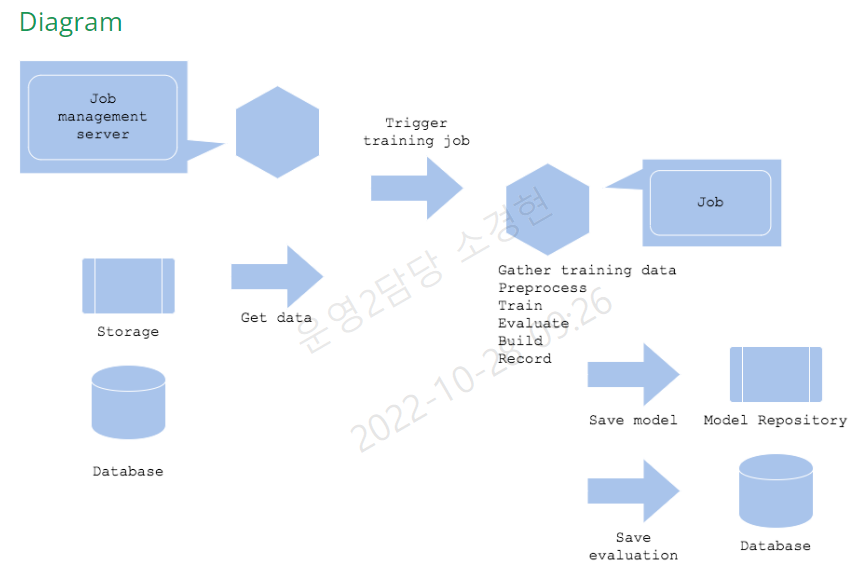 Diagram
Job
management
server
Trigger
training job
Job
Storage
Get data
Gather training data
Preprocess
Train
Evaluate
Build
Record
Database
Save model
Model Repository
Save
evaluation
Database
운영2담당 소경현
2022-10-28 09:26